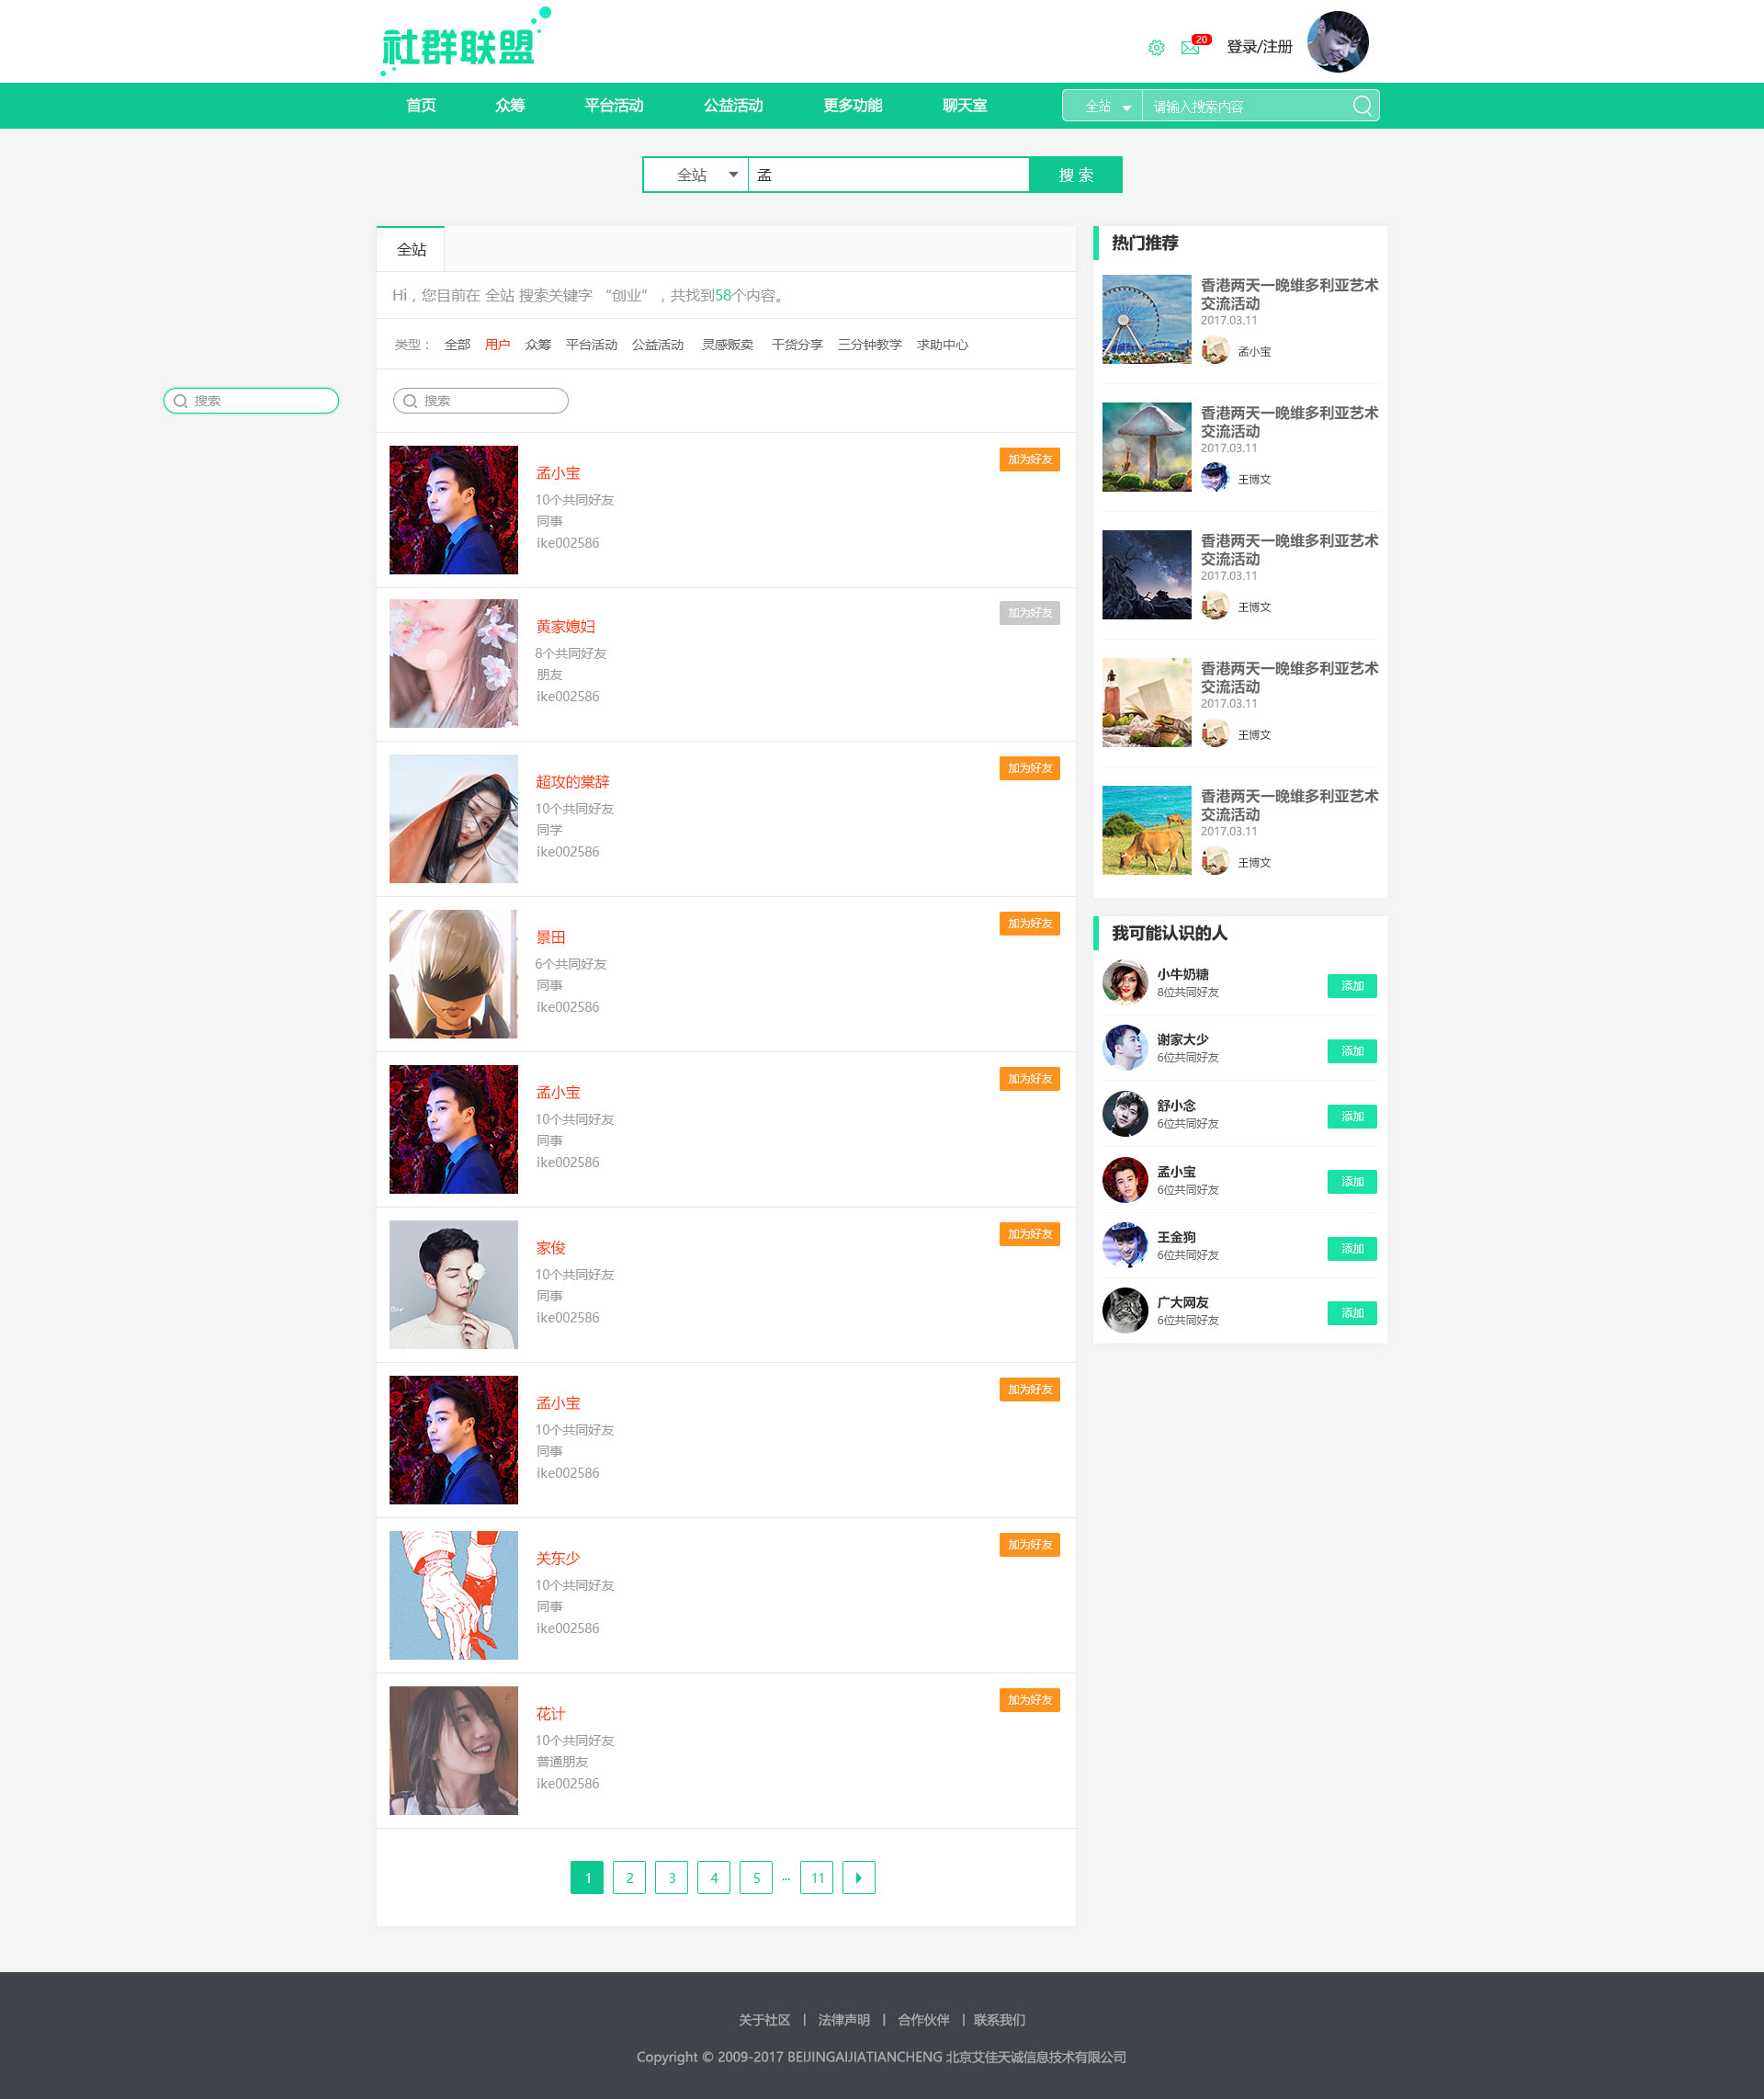 社群联盟
20
登录/注册
首页 众筹 平台活动 公益活动 更多功能 聊天室 全站 请输入搜索内容
全站 孟 搜 索
全站
Hi，您目前在 全站 搜索关键字 “创业” ，共找到58个内容。
类型： 全部 用户 众筹 平台活动 公益活动 灵感贩卖 干货分享 三分钟教学 求助中心
搜索
搜索
孟小宝
10个共同好友
同事
ike002586
加为好友
黄家媳妇
8个共同好友
朋友
ike002586
加为好友
超攻的棠辞
10个共同好友
同学
ike002586
加为好友
景田
6个共同好友
同事
ike002586
加为好友
孟小宝
10个共同好友
同事
ike002586
加为好友
家俊
10个共同好友
同事
ike002586
加为好友
孟小宝
10个共同好友
同事
ike002586
加为好友
关东少
10个共同好友
同事
ike002586
加为好友
花计
10个共同好友
普通朋友
ike002586
加为好友
1 2 3 4 5 ... 11
热门推荐
香港两天一晚维多利亚艺术
交流活动
2017.03.11
孟小宝
香港两天一晚维多利亚艺术
交流活动
2017.03.11
王博文
香港两天一晚维多利亚艺术
交流活动
2017.03.11
王博文
香港两天一晚维多利亚艺术
交流活动
2017.03.11
王博文
香港两天一晚维多利亚艺术
交流活动
2017.03.11
王博文
我可能认识的人
小牛奶糖
8位共同好友
添加
谢家大少
6位共同好友
添加
舒小念
6位共同好友
添加
孟小宝
6位共同好友
添加
王金狗
6位共同好友
添加
广大网友
6位共同好友
添加
关于社区 | 法律声明 | 合作伙伴 | 联系我们
Copyright © 2009-2017 BEIJINGAIJIATIANCHENG 北京艾佳天诚信息技术有限公司